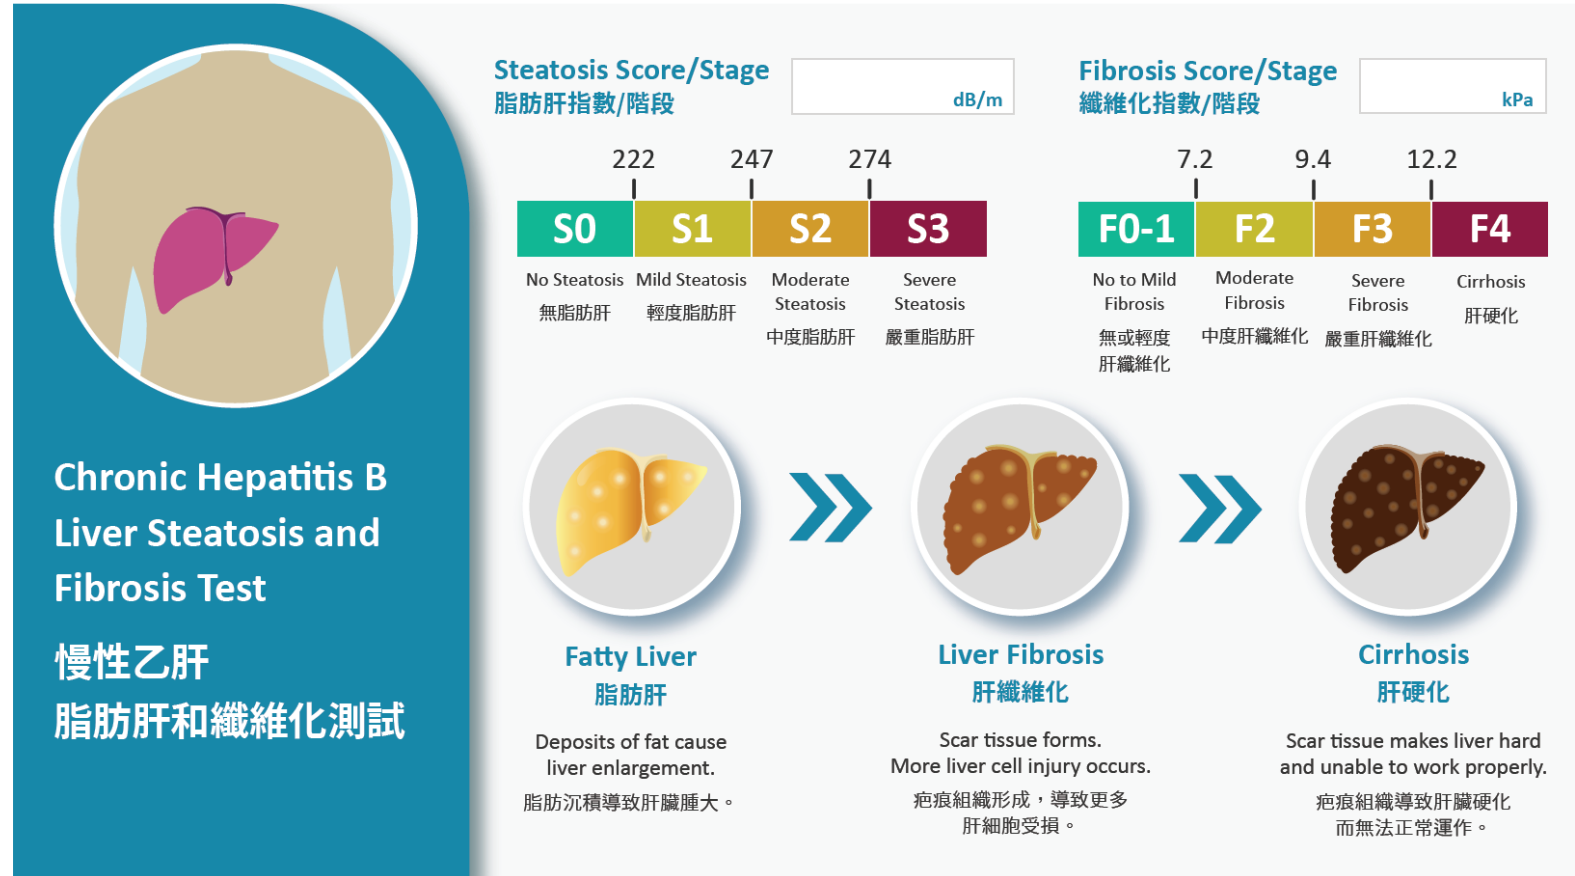 Chronic Hepatitis B
Liver Steatosis and
Fibrosis Test
慢性乙肝
脂肪肝和纖維化測試
Steatosis Score/Stage
脂肪肝指數/階段
dB/m
222 247 274
S0 S1 S2 S3
No Steatosis
無脂肪肝
Mild Steatosis
輕度脂肪肝
Moderate
Steatosis
中度脂肪肝
Severe
Steatosis
嚴重脂肪肝
Fibrosis Score/Stage
纖維化指數/階段
kPa
7.2 9.4 12.2
F0-1 F2 F3 F4
No to Mild
Fibrosis
無或輕度
肝纖維化
Moderate
Fibrosis
中度肝纖維化
Severe
Fibrosis
嚴重肝纖維化
Cirrhosis
肝硬化
Fatty Liver
脂肪肝
Deposits of fat cause
liver enlargement.
脂肪沉積導致肝臟腫大。
Liver Fibrosis
肝纖維化
Scar tissue forms.
More liver cell injury occurs.
疤痕組織形成，導致更多
肝細胞受損。
Cirrhosis
肝硬化
Scar tissue makes liver hard
and unable to work properly.
疤痕組織導致肝臟硬化
而無法正常運作。